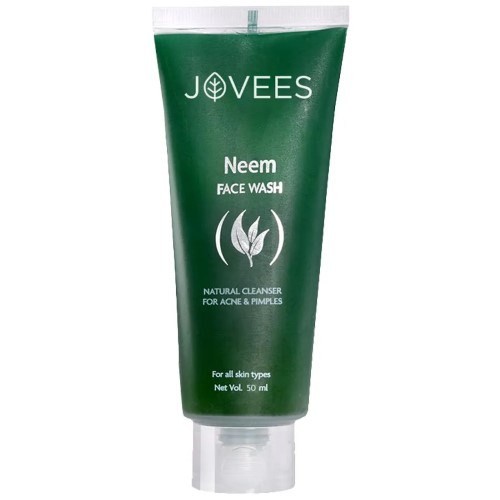 JOVEES
Neem
FACE WASH
NATURAL CLEANSER
FOR ACNE & PIMPLES
For all skin types
Net Vol. 50 ml